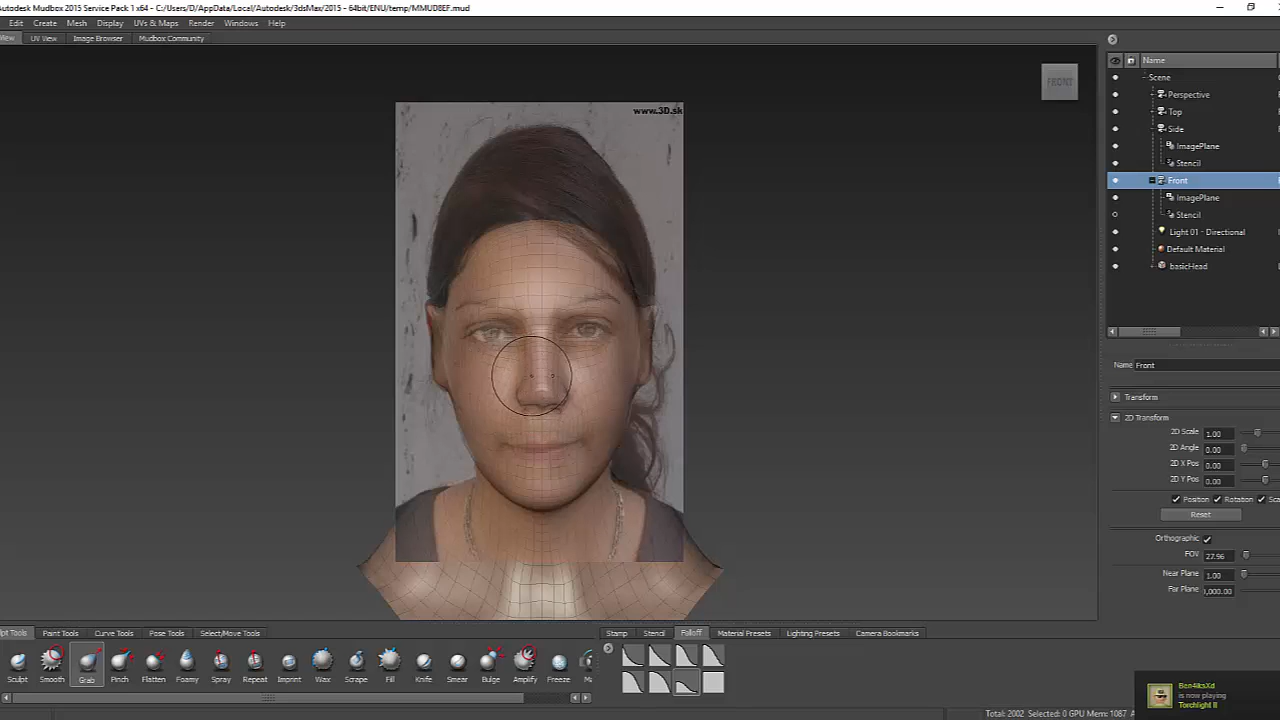 Autodesk Mudbox 2015 Service Pack 1 x64 - C:/Users/D/AppData/Local/Autodesk/3dsMax/2015 - 64bit/ENU/temp/MMUD8EF.mud
Edit Create Mesh Display UVs & Maps Render Windows Help
View UV View Image Browser Mudbox Community
FRONT
www.3D.sk
Name
Scene
Perspective
Top
Side
ImagePlane
Stencil
Front
ImagePlane
Stencil
Light 01 - Directional
Default Material
basicHead
Name Front
Transform
2D Transform
2D Scale 1.00
2D Angle 0.00
2D X Pos 0.00
2D Y Pos 0.00
Position Rotation Sca
Reset
Orthographic
FOV 27.96
Near Plane 1.00
Far Plane ),000.00
pt Tools Paint Tools Curve Tools Pose Tools Select/Move Tools
Stamp Stencil Falloff Material Presets Lighting Presets Camera Bookmarks
Sculpt Smooth Grab Pinch Flatten Foamy Spray Repeat Imprint Wax Scrape Fill Knife Smear Bulge Amplify Freeze Ma
Ben4iksXd
is now playing
Torchlight II
Total: 2002 Selected: 0 GPU Mem: 1087 A